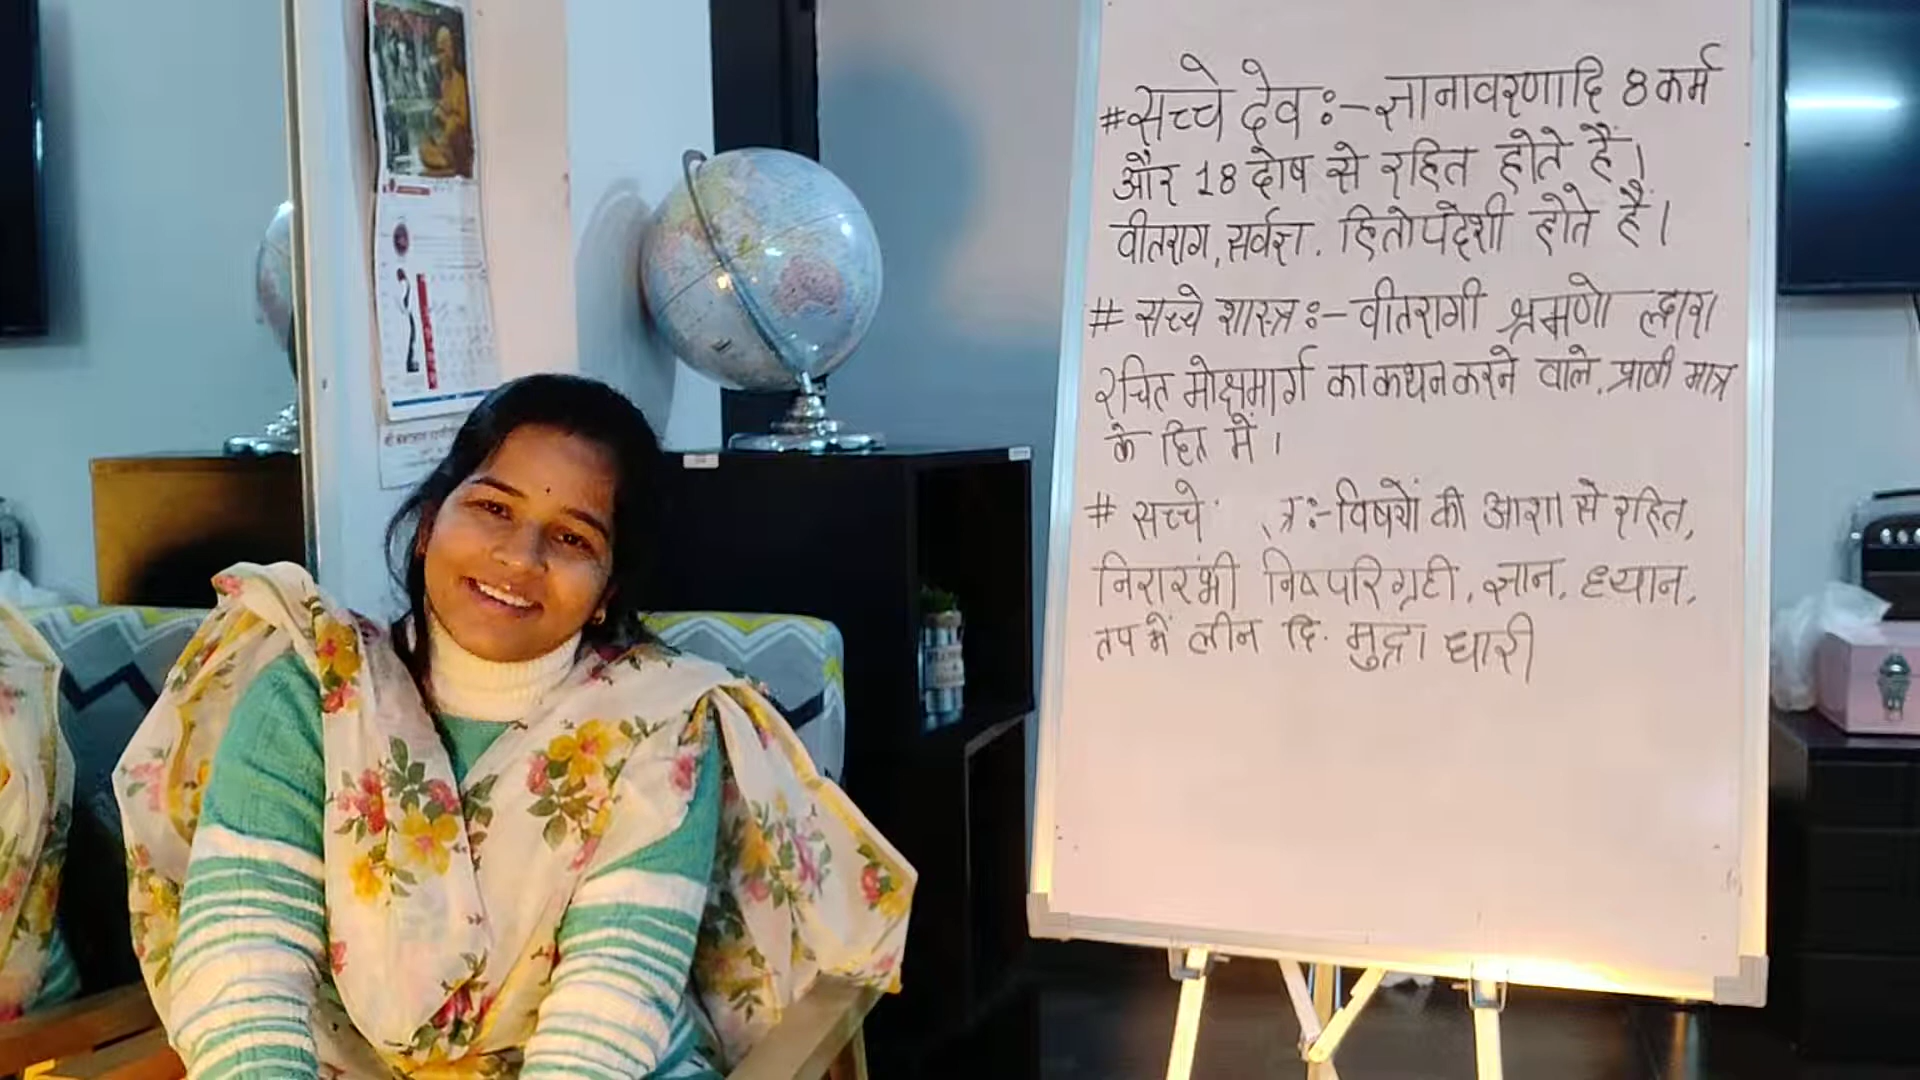 # सच्चे देव :- ज्ञानावरणादि 8 कर्म
और 18 दोष से रहित होते हैं।
वीतराग, सर्वज्ञ. हितोपदेशी होते हैं।
# सच्चे शास्त्र :- वीतरागी श्रमणो द्वारा
रचित मोक्षमार्ग का कथन करने वाले, मात्र
के हित में।
# सच्चे :- विषयों की आशा से रहित,
निरारंभी निष्परिग्रही, ज्ञान, ध्यान,
तप में लीन दि. मुद्रा धारी